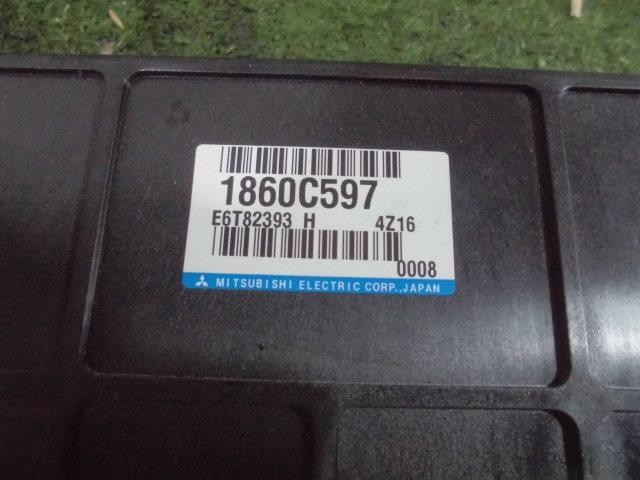 1860C597
E6T82393 H 4Z16
0008
MITSUBISHI ELECTRIC CORP., JAPAN